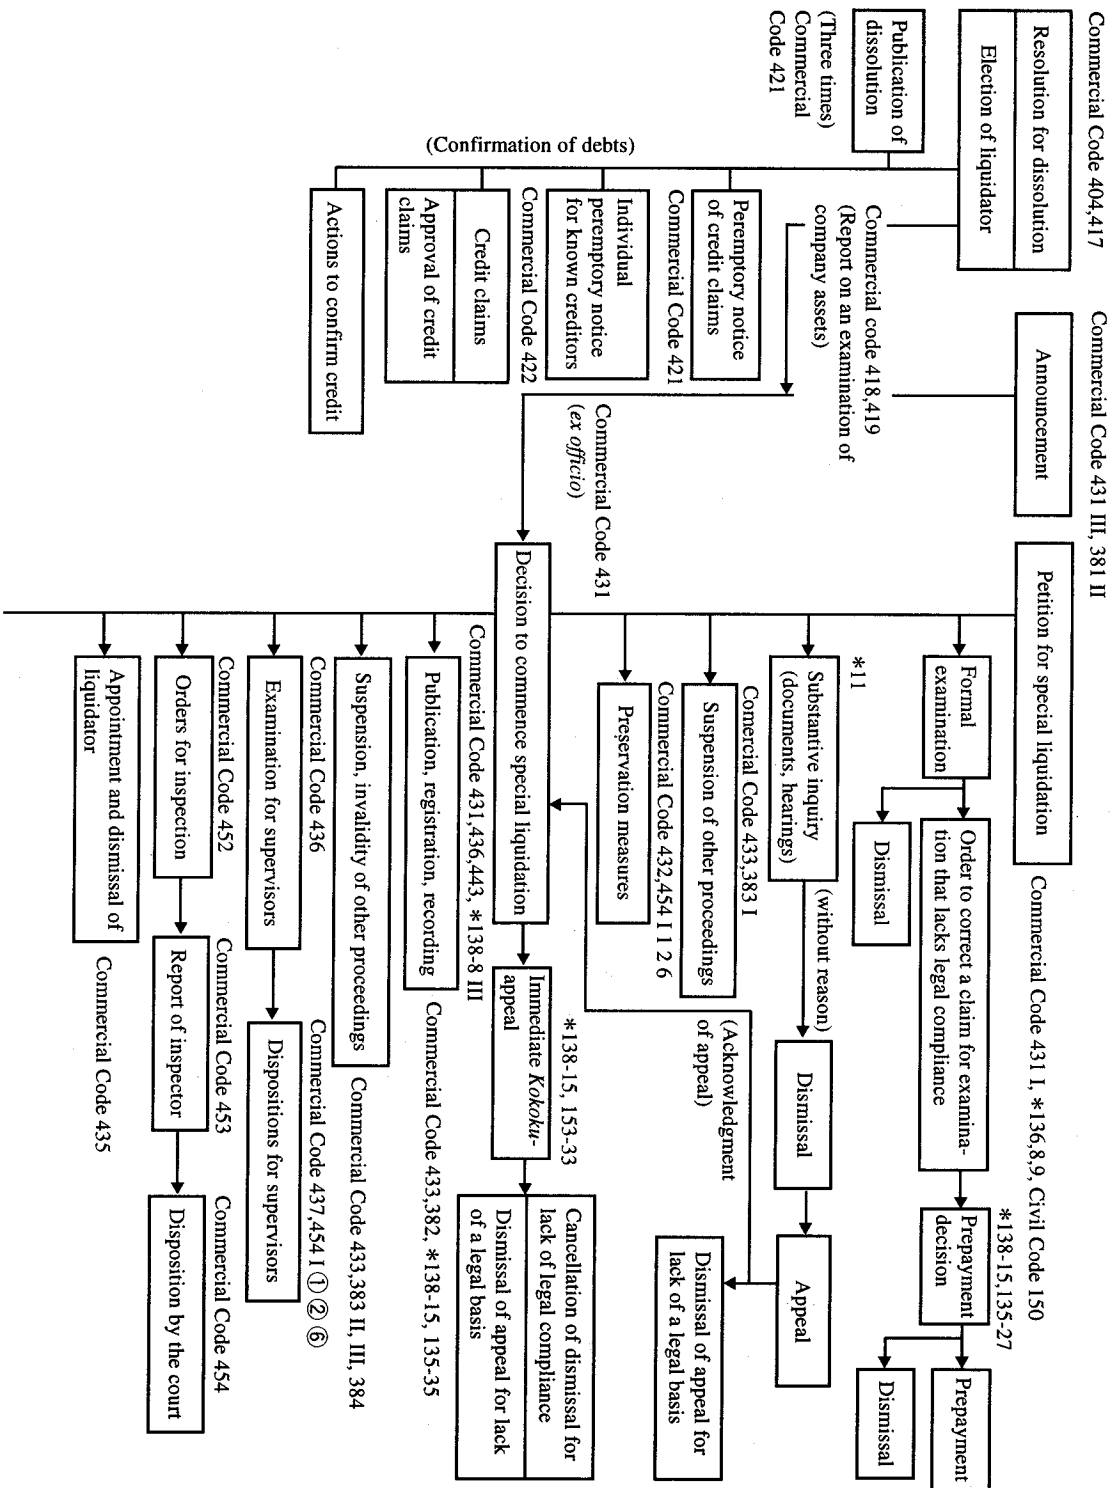 Commercial Code 404,417
Resolution for dissolution
Election of liquidator
Publication of
dissolution
(Three times)
Commercial
Code 421
(Confirmation of debts)
Commercial code 418,419
(Report on an examination of
company assets)
Peremptory notice
of credit claims
Commercial Code 421
Individual
peremptory notice
for known creditors
Commercial Code 422
Credit claims
Approval of credit
claims
Actions to confirm credit
Commercial Code 431 III, 381 II
Announcement
Commercial Code 431
(ex officio)
Petition for special liquidation
Commercial Code 431 I, *136,8,9, Civil Code 150
Formal
examination
Order to correct a claim for examina-
tion that lacks legal compliance
*138-15,135-27
Prepayment
decision
Prepayment
Dismissal
Dismissal
*11
Substantive inquiry
(documents, hearings)
(without reason)
Dismissal
Appeal
(Acknowledgment
of appeal)
Dismissal of appeal for
lack of a legal basis
Comercial Code 433,383 I
Suspension of other proceedings
Commercial Code 432,454 I 1 2 6
Preservation measures
Decision to commence special liquidation
*138-15, 153-33
Immediate Kokoku-
appeal
Cancellation of dismissal for
lack of legal compliance
Dismissal of appeal for lack
of a legal basis
Commercial Code 431,436,443, *138-8 III
Publication, registration, recording
Commercial Code 433,382, *138-15, 135-35
Suspension, invalidity of other proceedings
Commercial Code 433,383 II, III, 384
Commercial Code 436
Examination for supervisors
Commercial Code 437,454 I ① ② ⑥
Dispositions for supervisors
Commercial Code 452
Orders for inspection
Commercial Code 453
Report of inspector
Commercial Code 454
Disposition by the court
Appointment and dismissal of
liquidator
Commercial Code 435